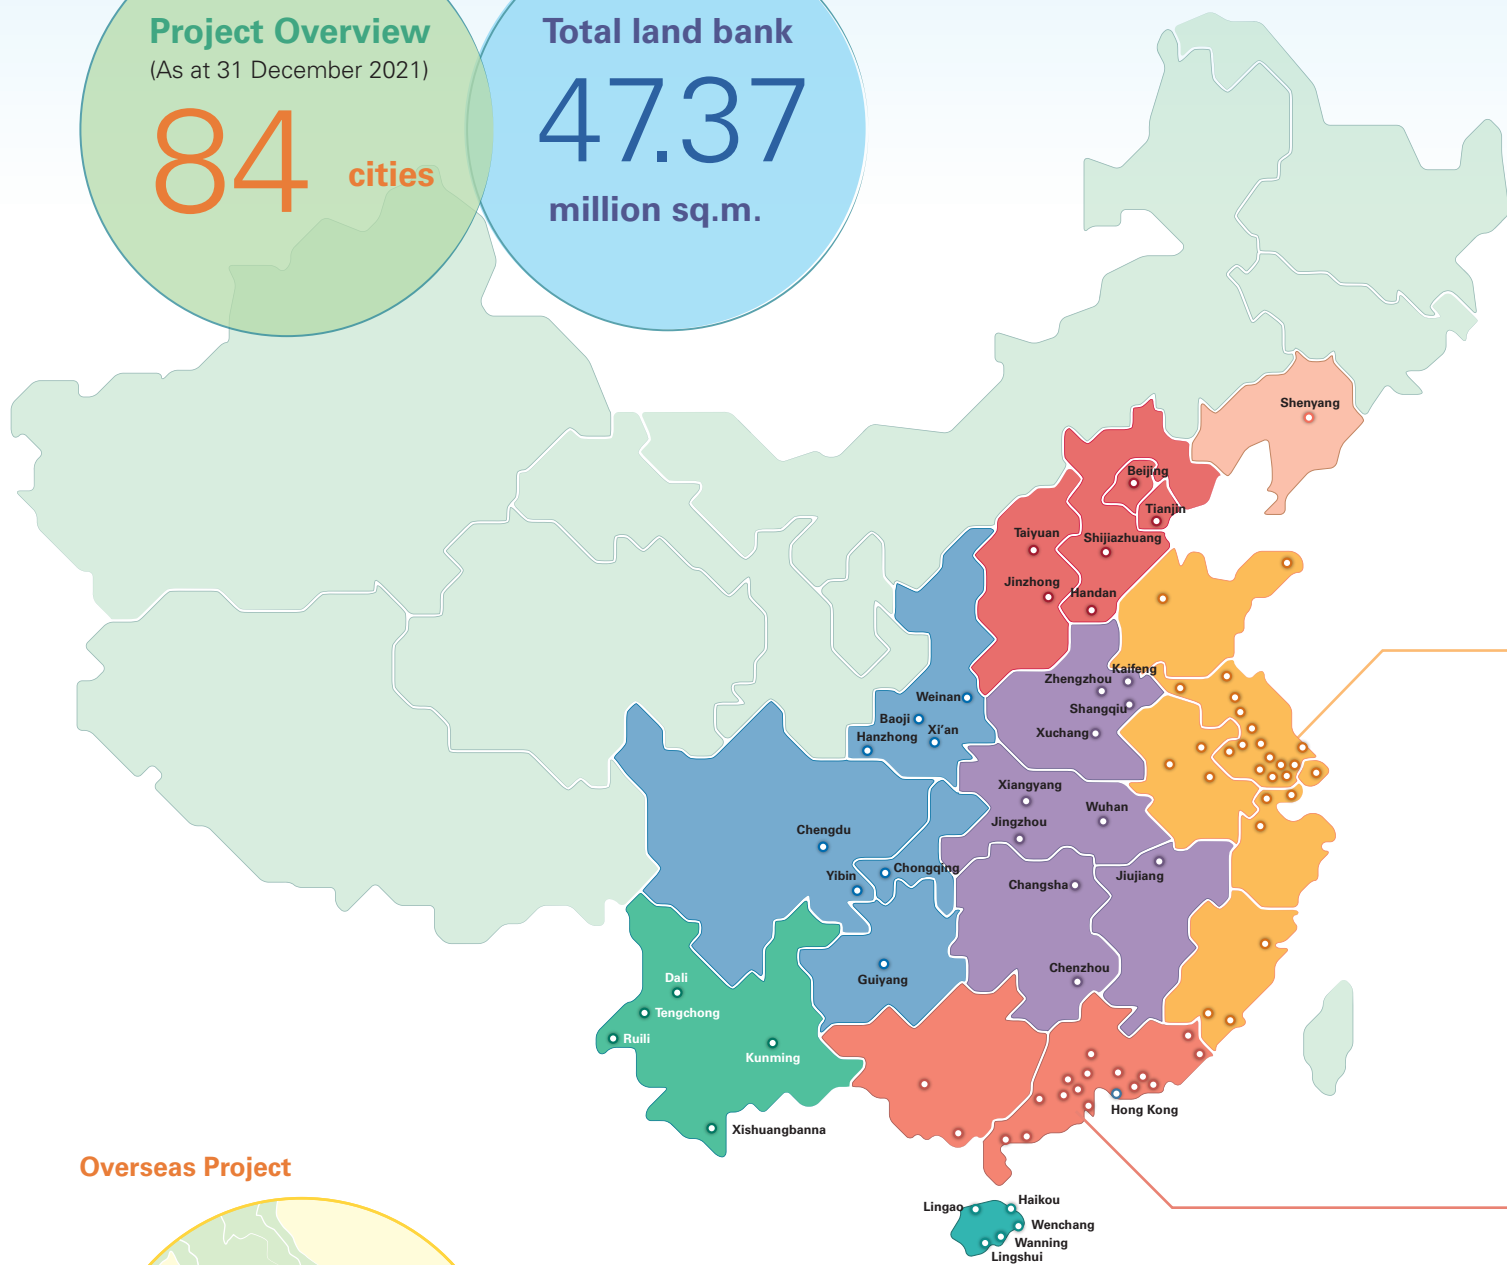 Project Overview
(As at 31 December 2021)
84 cities
Total land bank
47.37
million sq.m.
Shenyang
Beijing
Tianjin
Taiyuan
Shijiazhuang
Jinzhong
Handan
Kaifeng
Zhengzhou
Weinan
Shangqiu
Baoji
Xi'an
Hanzhong
Xuchang
Xiangyang
Wuhan
Jingzhou
Chengdu
Chongqing
Yibin
Jiujiang
Changsha
Chenzhou
Guiyang
Dali
Tengchong
Ruili
Kunming
Hong Kong
Xishuangbanna
Overseas Project
Lingao
Haikou
Wenchang
Wanning
Lingshui